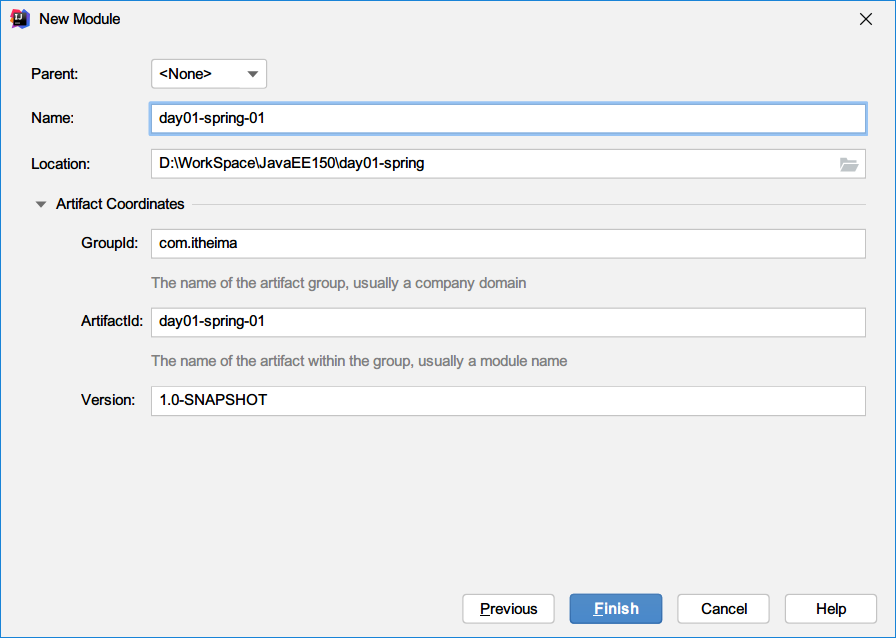 New Module
Parent: <None>
Name: day01-spring-01
Location: D:\WorkSpace\JavaEE150\day01-spring
Artifact Coordinates
GroupId: com.itheima
The name of the artifact group, usually a company domain
ArtifactId: day01-spring-01
The name of the artifact within the group, usually a module name
Version: 1.0-SNAPSHOT
Previous Finish Cancel Help